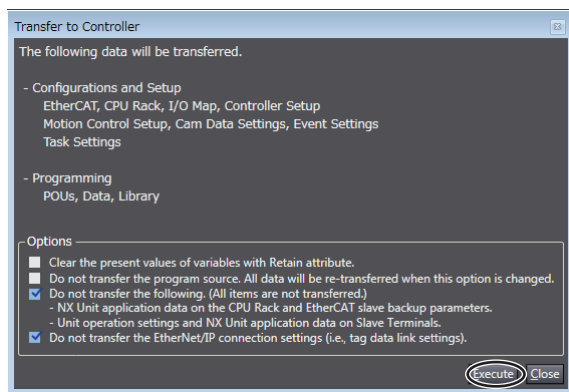 Transfer to Controller
The following data will be transferred.
- Configurations and Setup
EtherCAT, CPU Rack, I/O Map, Controller Setup
Motion Control Setup, Cam Data Settings, Event Settings
Task Settings
- Programming
POUs, Data, Library
Options
Clear the present values of variables with Retain attribute.
Do not transfer the program source. All data will be re-transferred when this option is changed.
Do not transfer the following. (All items are not transferred.)
- NX Unit application data on the CPU Rack and EtherCAT slave backup parameters.
- Unit operation settings and NX Unit application data on Slave Terminals.
Do not transfer the EtherNet/IP connection settings (i.e., tag data link settings).
Execute Close